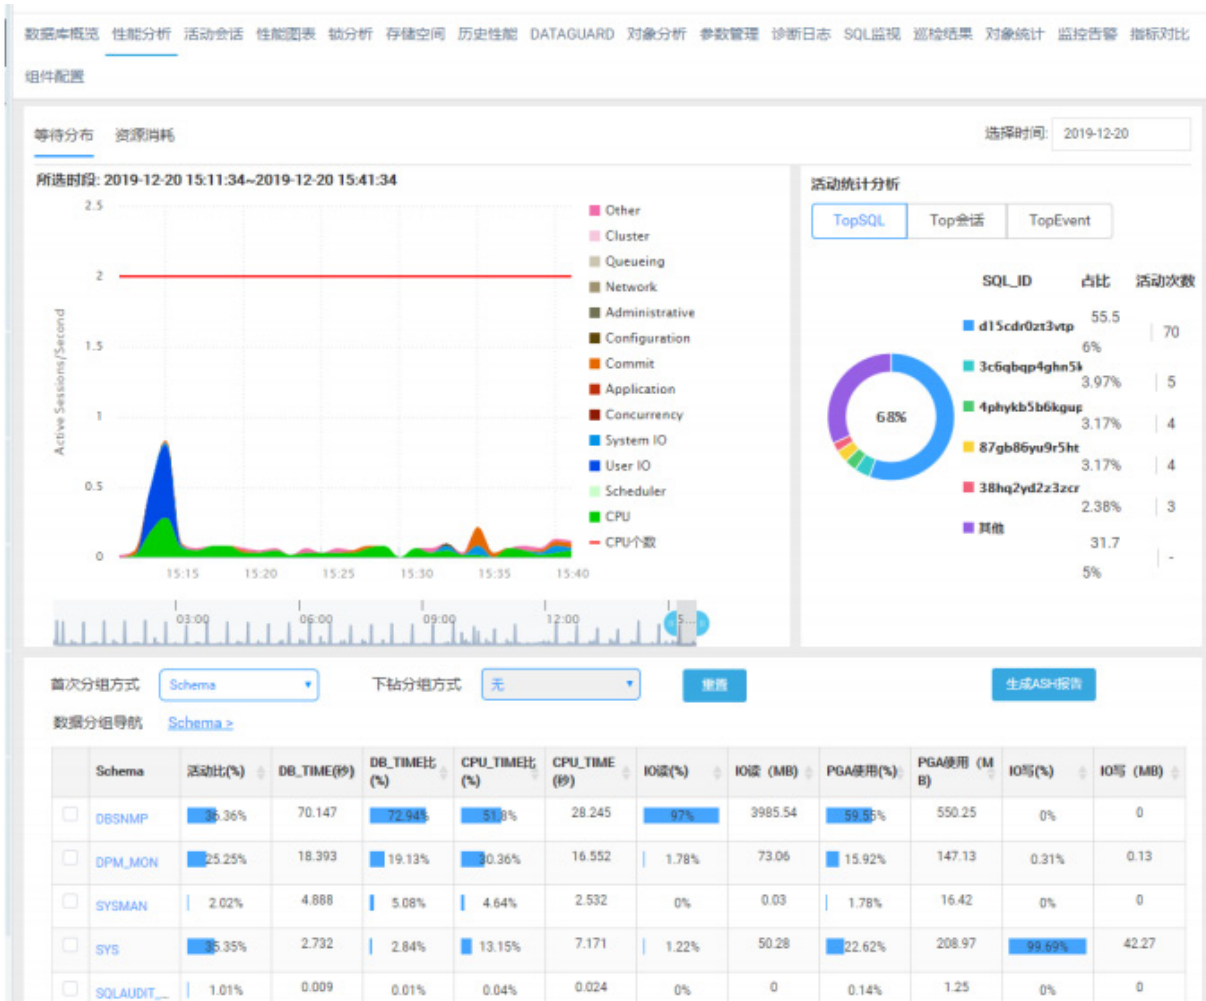 数据库概览 性能分析 活动会话 性能图表 锁分析 存储空间 历史性能 DATAGUARD 对象分析 参数管理 诊断日志 SQL监视 巡检结果 对象统计 监控告警 指标对比
组件配置
等待分布 资源消耗
选择时间: 2019-12-20
所选时段: 2019-12-20 15:11:34~2019-12-20 15:41:34
Active Sessions/Second
2.5
2
1.5
1
0.5
0
15:15 15:20 15:25 15:30 15:35 15:40
Other
Cluster
Queueing
Network
Administrative
Configuration
Commit
Application
Concurrency
System IO
User IO
Scheduler
CPU
CPU个数
03:00 06:00 09:00 12:00 5...
活动统计分析
TopSQL Top会话 TopEvent
68%
SQL_ID 占比 活动次数
d15cdr0zt3vtp 55.56% 70
3c6qbqp4ghn5 3.97% 5
4phykb5b6kgup 3.17% 4
87gb86yu9r5ht 3.17% 4
38hq2yd2z3zcr 2.38% 3
其他 31.75% -
首次分组方式 Schema 下钻分组方式 无 重置 生成ASH报告
数据分组导航 Schema >
Schema 活动比(%) DB_TIME(秒) DB_TIME比(%) CPU_TIME比(%) CPU_TIME(秒) IO读(%) IO读 (MB) PGA使用(%) PGA使用 (MB) IO写(%) IO写 (MB)
DBSNMP 36.36% 70.147 72.94% 51.8% 28.245 97% 3985.54 59.55% 550.25 0% 0
DPM_MON 25.25% 18.393 19.13% 30.36% 16.552 1.78% 73.06 15.92% 147.13 0.31% 0.13
SYSMAN 2.02% 4.888 5.08% 4.64% 2.532 0% 0.03 1.78% 16.42 0% 0
SYS 35.35% 2.732 2.84% 13.15% 7.171 1.22% 50.28 22.62% 208.97 99.69% 42.27
SQLAUDIT_... 1.01% 0.009 0.01% 0.04% 0.024 0% 0 0.14% 1.25 0% 0